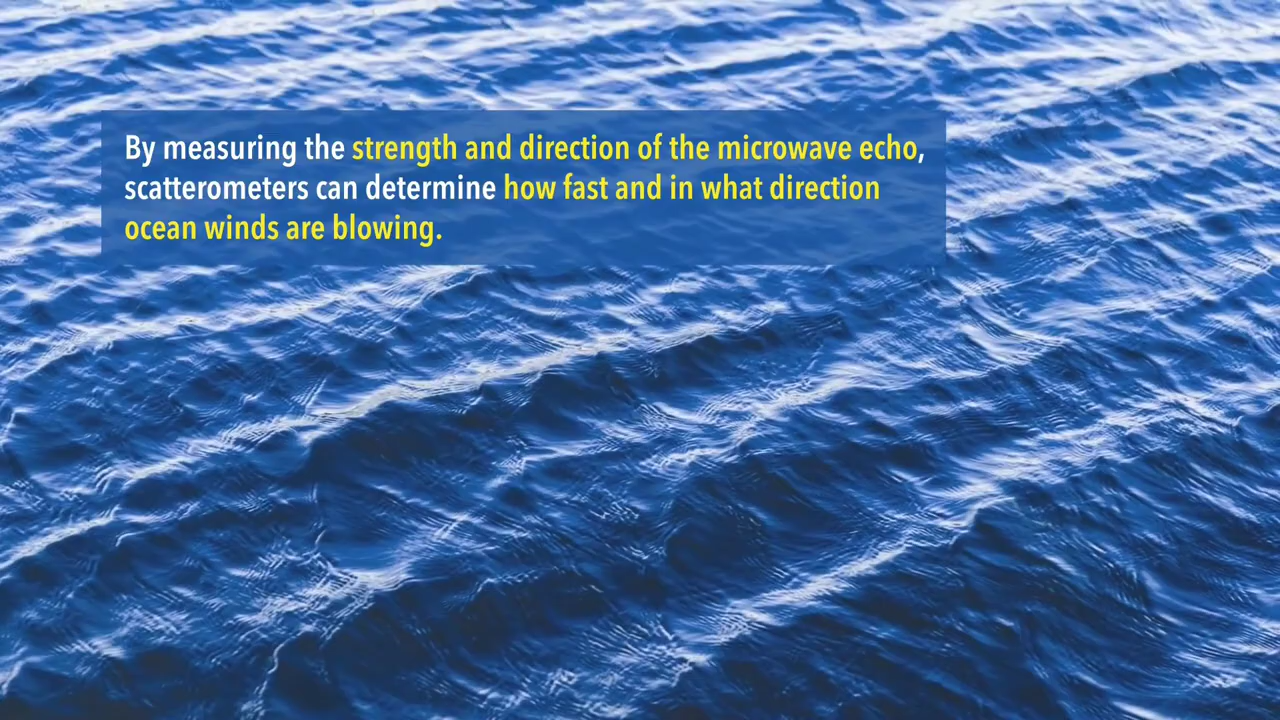 By measuring the strength and direction of the microwave echo,
scatterometers can determine how fast and in what direction
ocean winds are blowing.